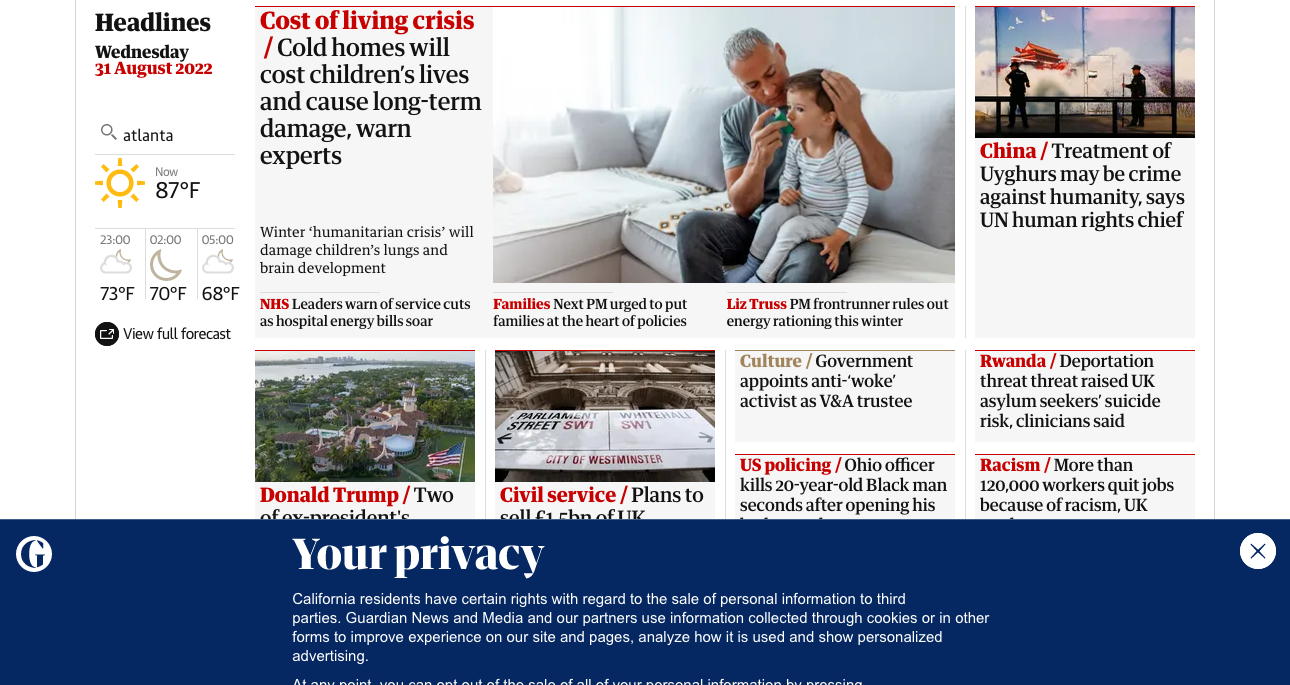 Headlines
Wednesday
31 August 2022
atlanta
Now
87°F
23:00
02:00
05:00
73°F
70°F
68°F
View full forecast
Cost of living crisis
/ Cold homes will
cost children's lives
and cause long-term
damage, warn
experts
Winter 'humanitarian crisis' will
damage children's lungs and
brain development
NHS Leaders warn of service cuts
as hospital energy bills soar
Families Next PM urged to put
families at the heart of policies
Liz Truss PM frontrunner rules out
energy rationing this winter
China / Treatment of
Uyghurs may be crime
against humanity, says
UN human rights chief
Donald Trump / Two
of ex-president's
PARLIAMENT
STREET SW1
WHITEHALL
SW1
CITY OF WESTMINSTER
Civil service / Plans to
sell £1.5bn of UK
Culture / Government
appoints anti-'woke'
activist as V&A trustee
US policing / Ohio officer
kills 20-year-old Black man
seconds after opening his
Rwanda / Deportation
threat threat raised UK
asylum seekers' suicide
risk, clinicians said
Racism / More than
120,000 workers quit jobs
because of racism, UK
G
Your privacy
California residents have certain rights with regard to the sale of personal information to third
parties. Guardian News and Media and our partners use information collected through cookies or in other
forms to improve experience on our site and pages, analyze how it is used and show personalized
advertising.
At any point, you can opt out of the sale of all of your personal information by pressing